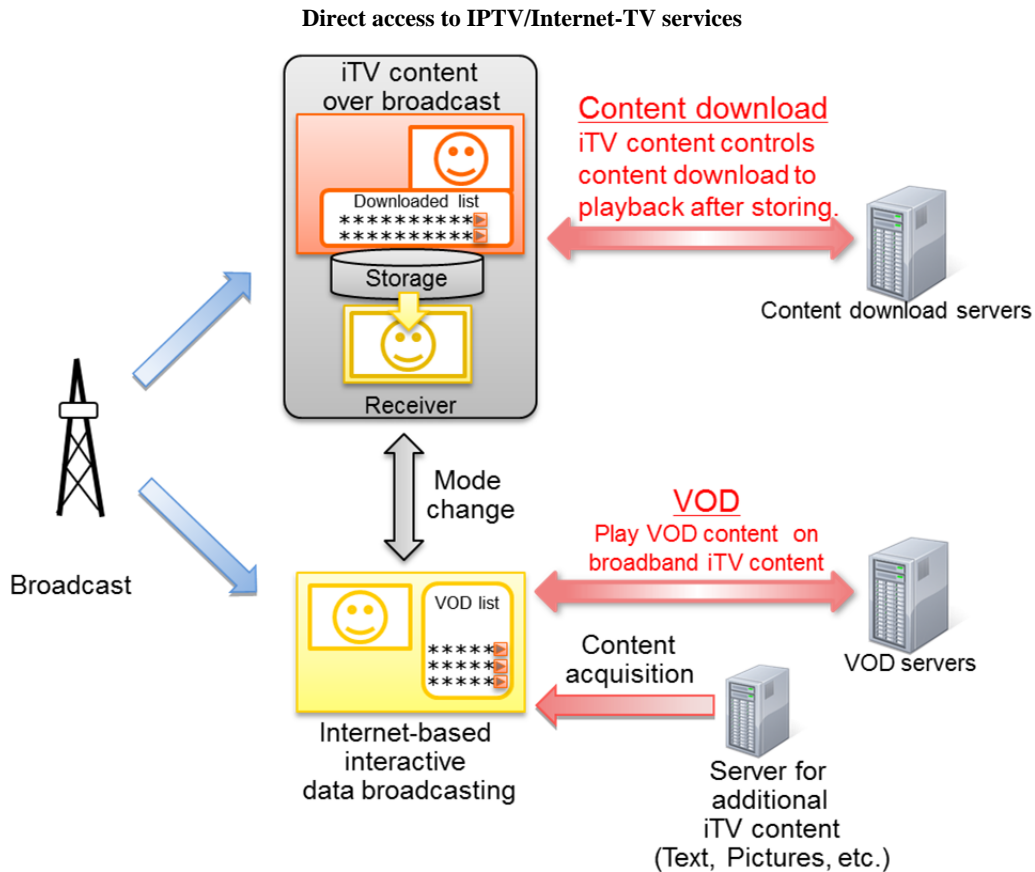 Direct access to IPTV/Internet-TV services
iTV content
over broadcast
Downloaded list
**********
**********
Storage
Receiver
Content download
iTV content controls
content download to
playback after storing.
Content download servers
Broadcast
Mode
change
VOD
Play VOD content on
broadband iTV content
VOD list
*****
*****
*****
VOD servers
Content
acquisition
Internet-based
interactive
data broadcasting
Server for
additional
iTV content
(Text, Pictures, etc.)